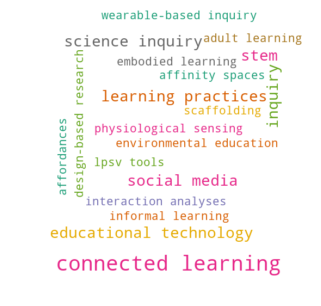 wearable-based inquiry
science inquiry
adult learning
embodied learning
stem
affinity spaces
learning practices
scaffolding
inquiry
physiological sensing
environmental education
design-based research
affordances
lpsv tools
social media
interaction analyses
informal learning
educational technology
connected learning